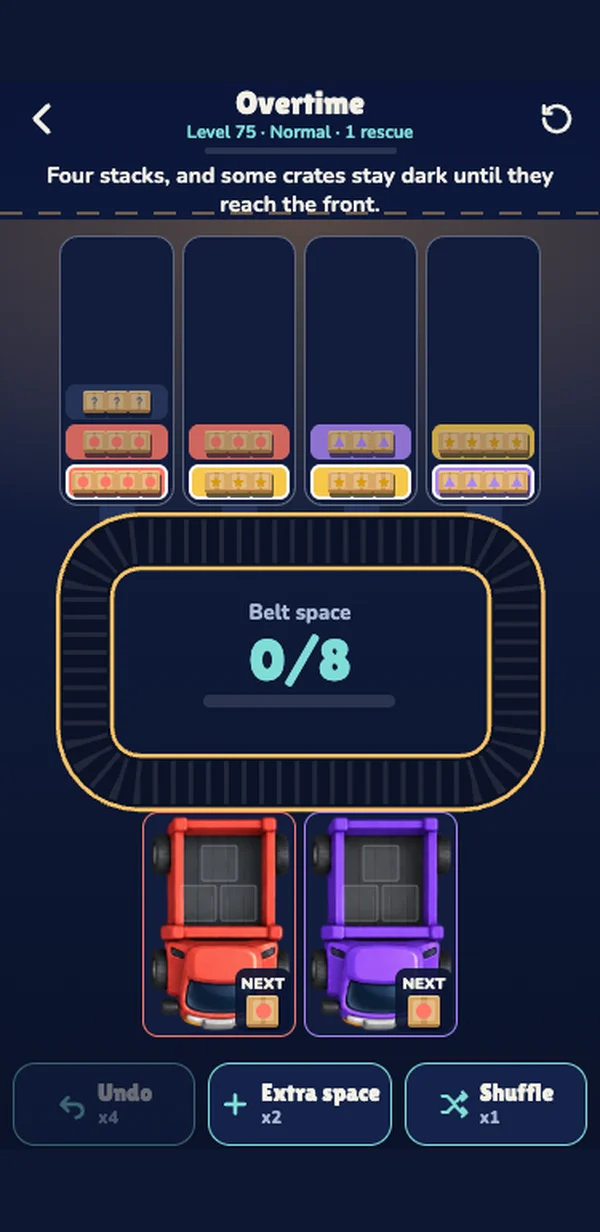 Overtime
Level 75 · Normal · 1 rescue
Four stacks, and some crates stay dark until they
reach the front.
? ? ?
Belt space
0/8
NEXT
NEXT
Undo
x4
Extra space
x2
Shuffle
x1